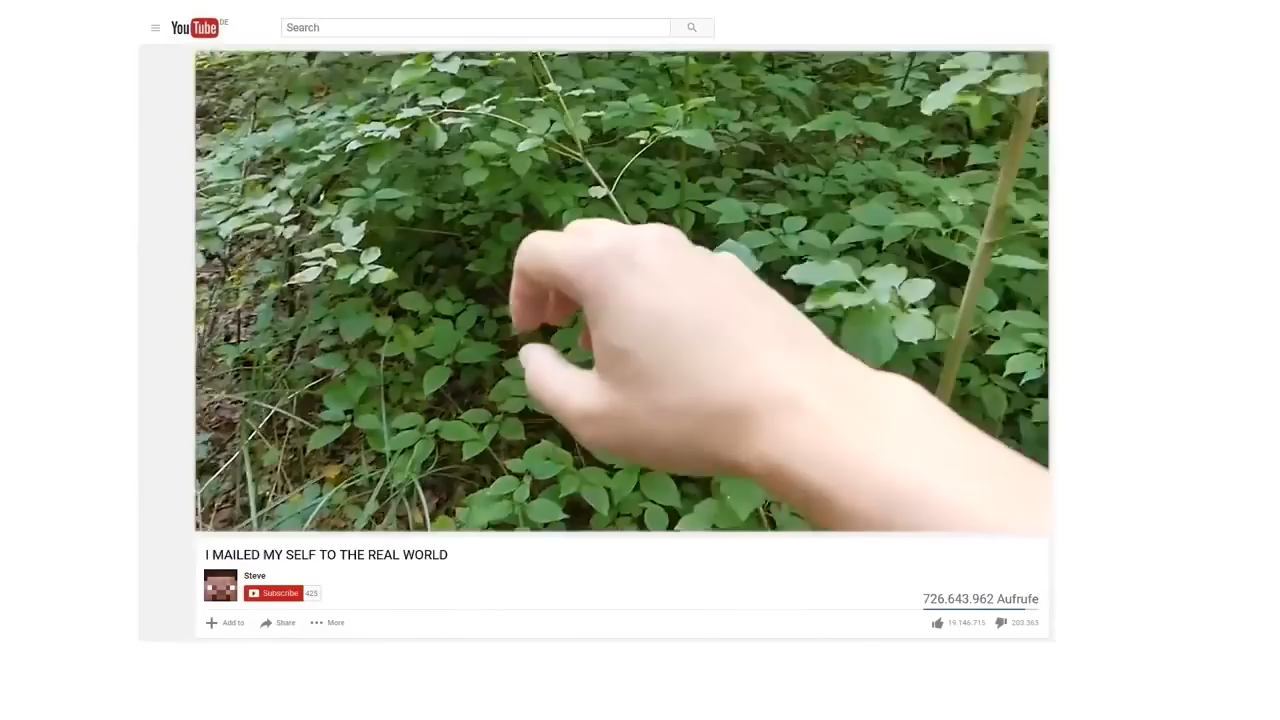 YouTube DE
Search
I MAILED MY SELF TO THE REAL WORLD
Steve
Subscribe 425
726.643.962 Aufrufe
Add to Share More
19.146.715 203.363